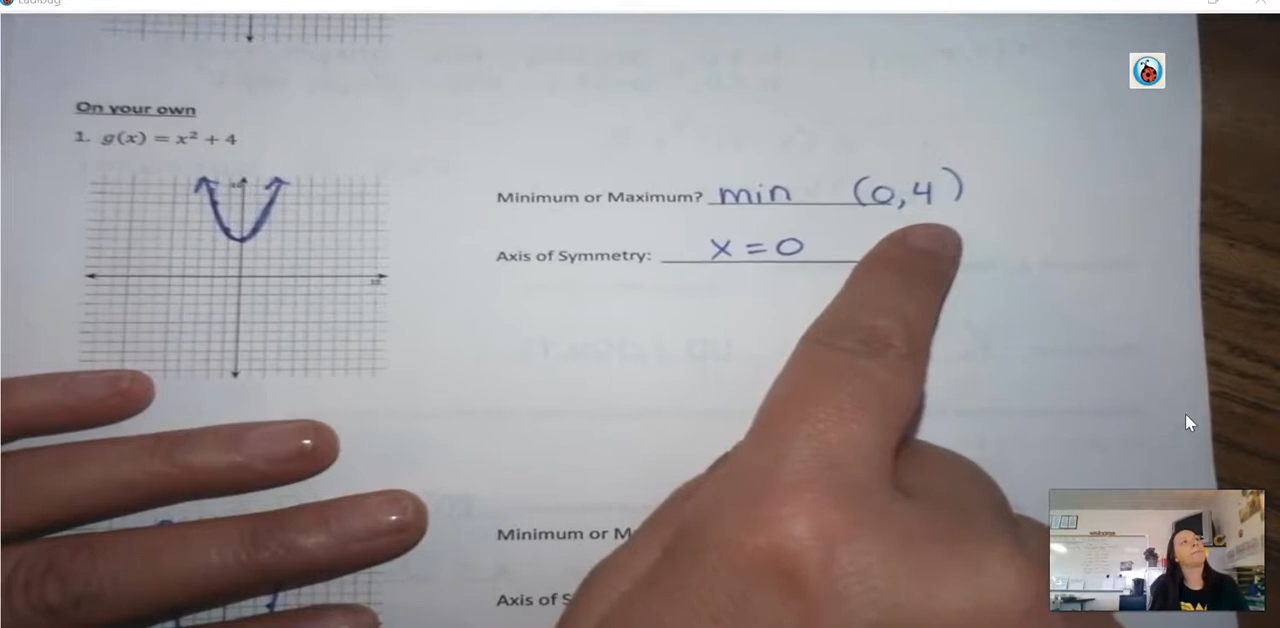 Ladibug
On your own
1. g(x) = x² + 4
Minimum or Maximum? min (0,4)
Axis of Symmetry: x = 0
Minimum or M
Axis of S